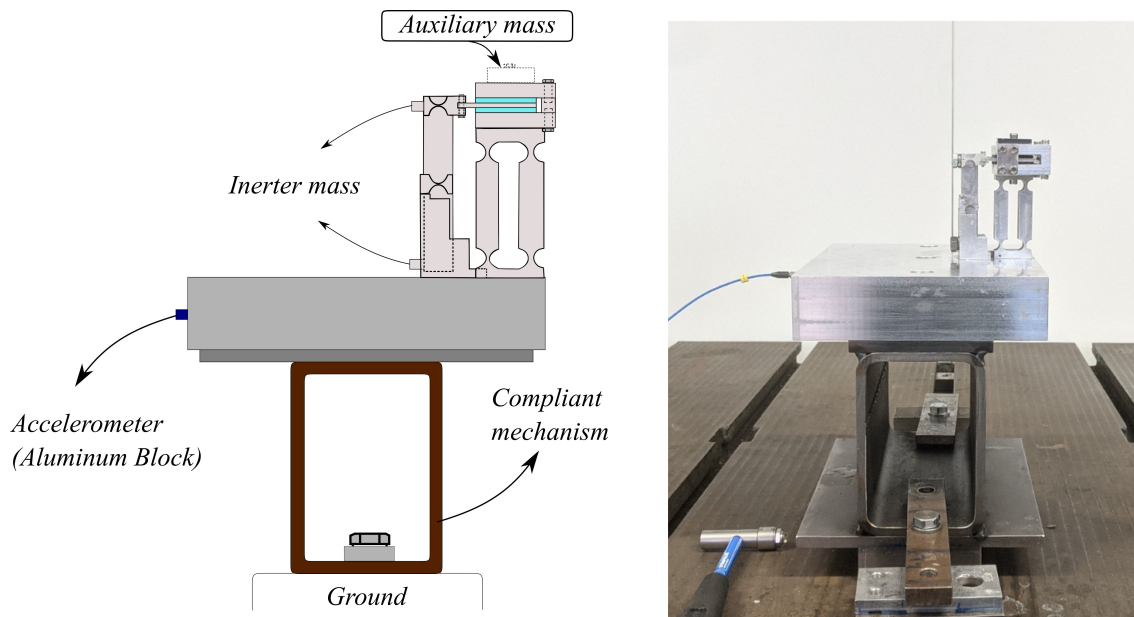 Auxiliary mass
Inerter mass
Accelerometer
(Aluminum Block)
Compliant
mechanism
Ground